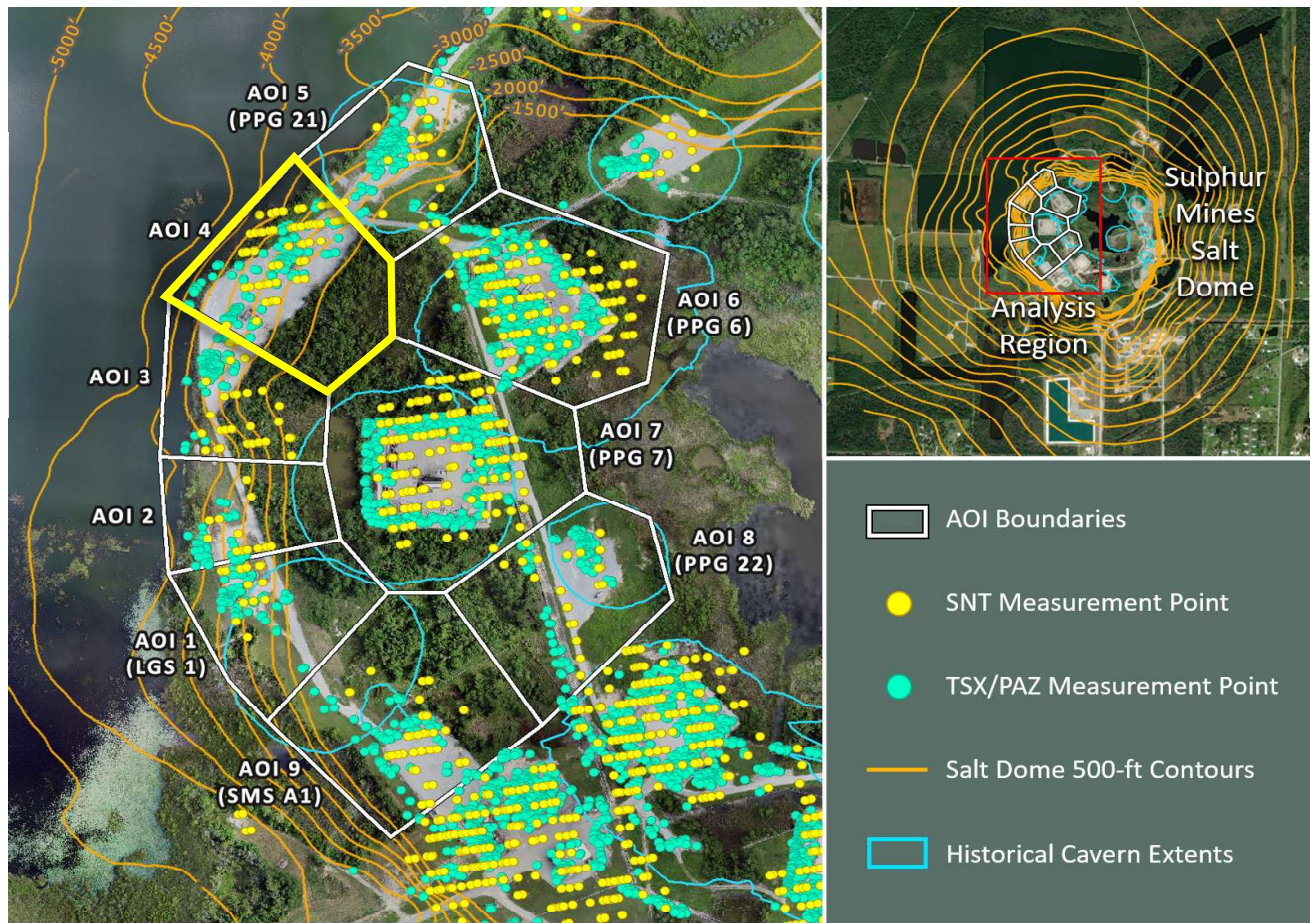 -5000'
-4500'
-4000'
-3500'
-3000'
-2500'
-2000'
-1500'
AOI 5
(PPG 21)
AOI 4
AOI 3
AOI 2
AOI 1
(LGS 1)
AOI 9
(SMS A1)
AOI 6
(PPG 6)
AOI 7
(PPG 7)
AOI 8
(PPG 22)
Sulphur
Mines
Salt
Dome
Analysis
Region
AOI Boundaries
SNT Measurement Point
TSX/PAZ Measurement Point
Salt Dome 500-ft Contours
Historical Cavern Extents